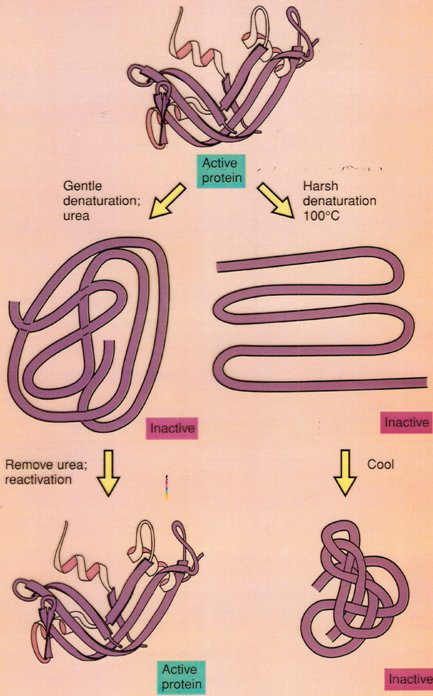 Active
protein
Gentle
denaturation;
urea
Harsh
denaturation
100°C
Inactive
Inactive
Remove urea;
reactivation
Cool
Active
protein
Inactive